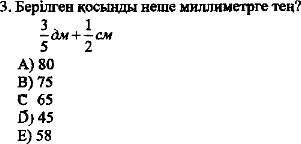 3. Берілген қосынды неше миллиметрге тең?
3/5 дм + 1/2 см
A) 80
B) 75
C 65
D) 45
E) 58